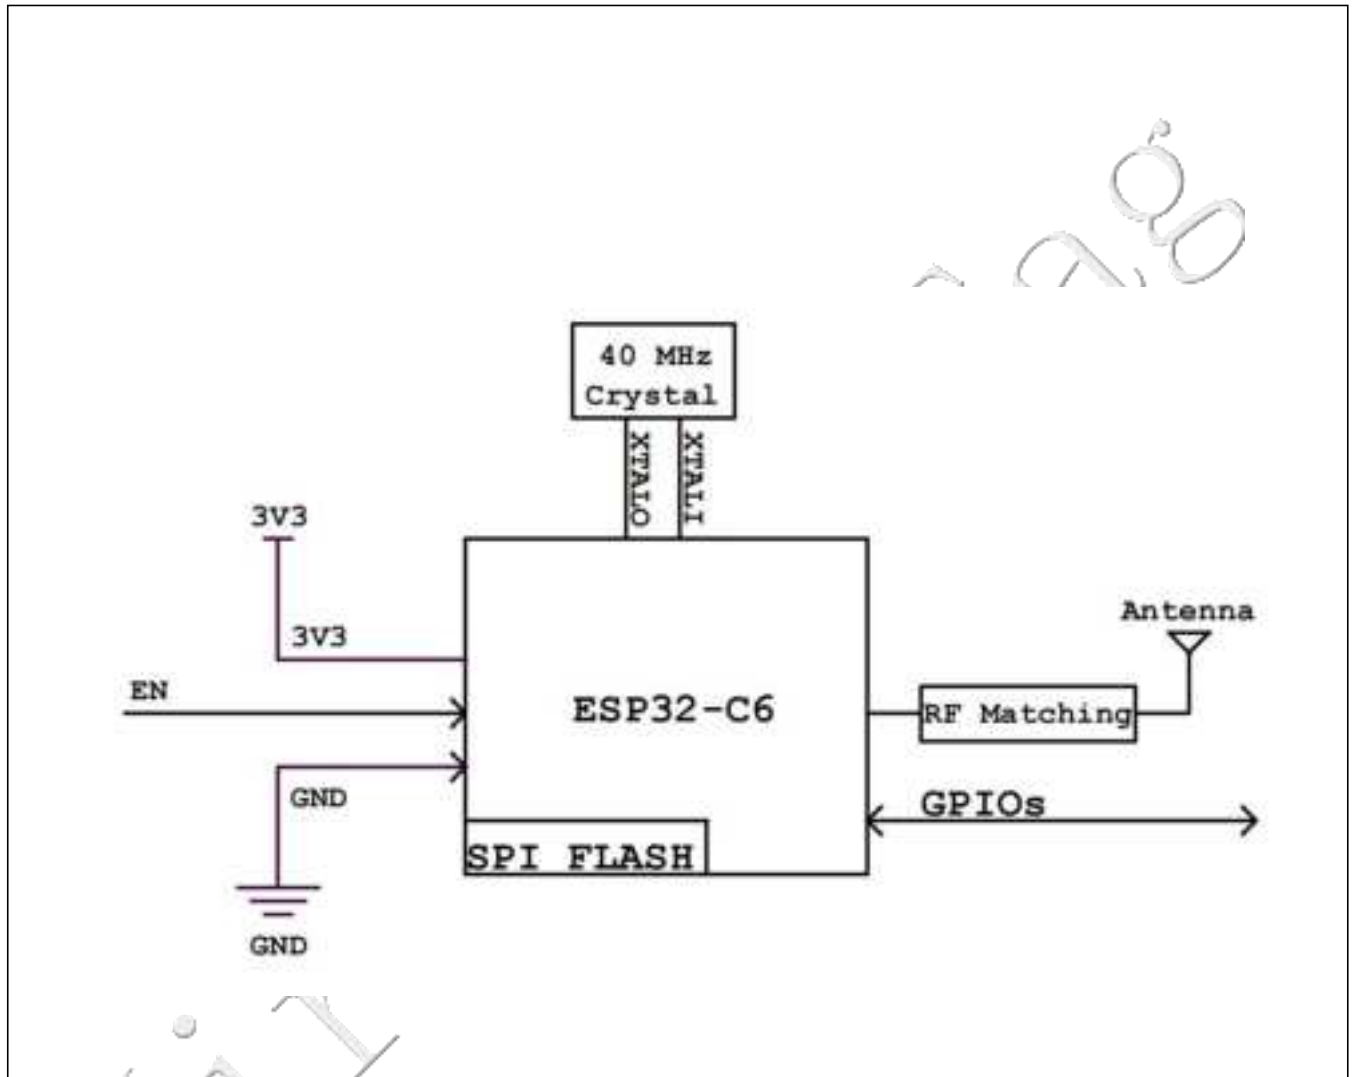 40 MHz
Crystal
XTALO
XTALI
3V3
3V3
EN
ESP32-C6
Antenna
RF Matching
GND
GPIOs
SPI FLASH
GND